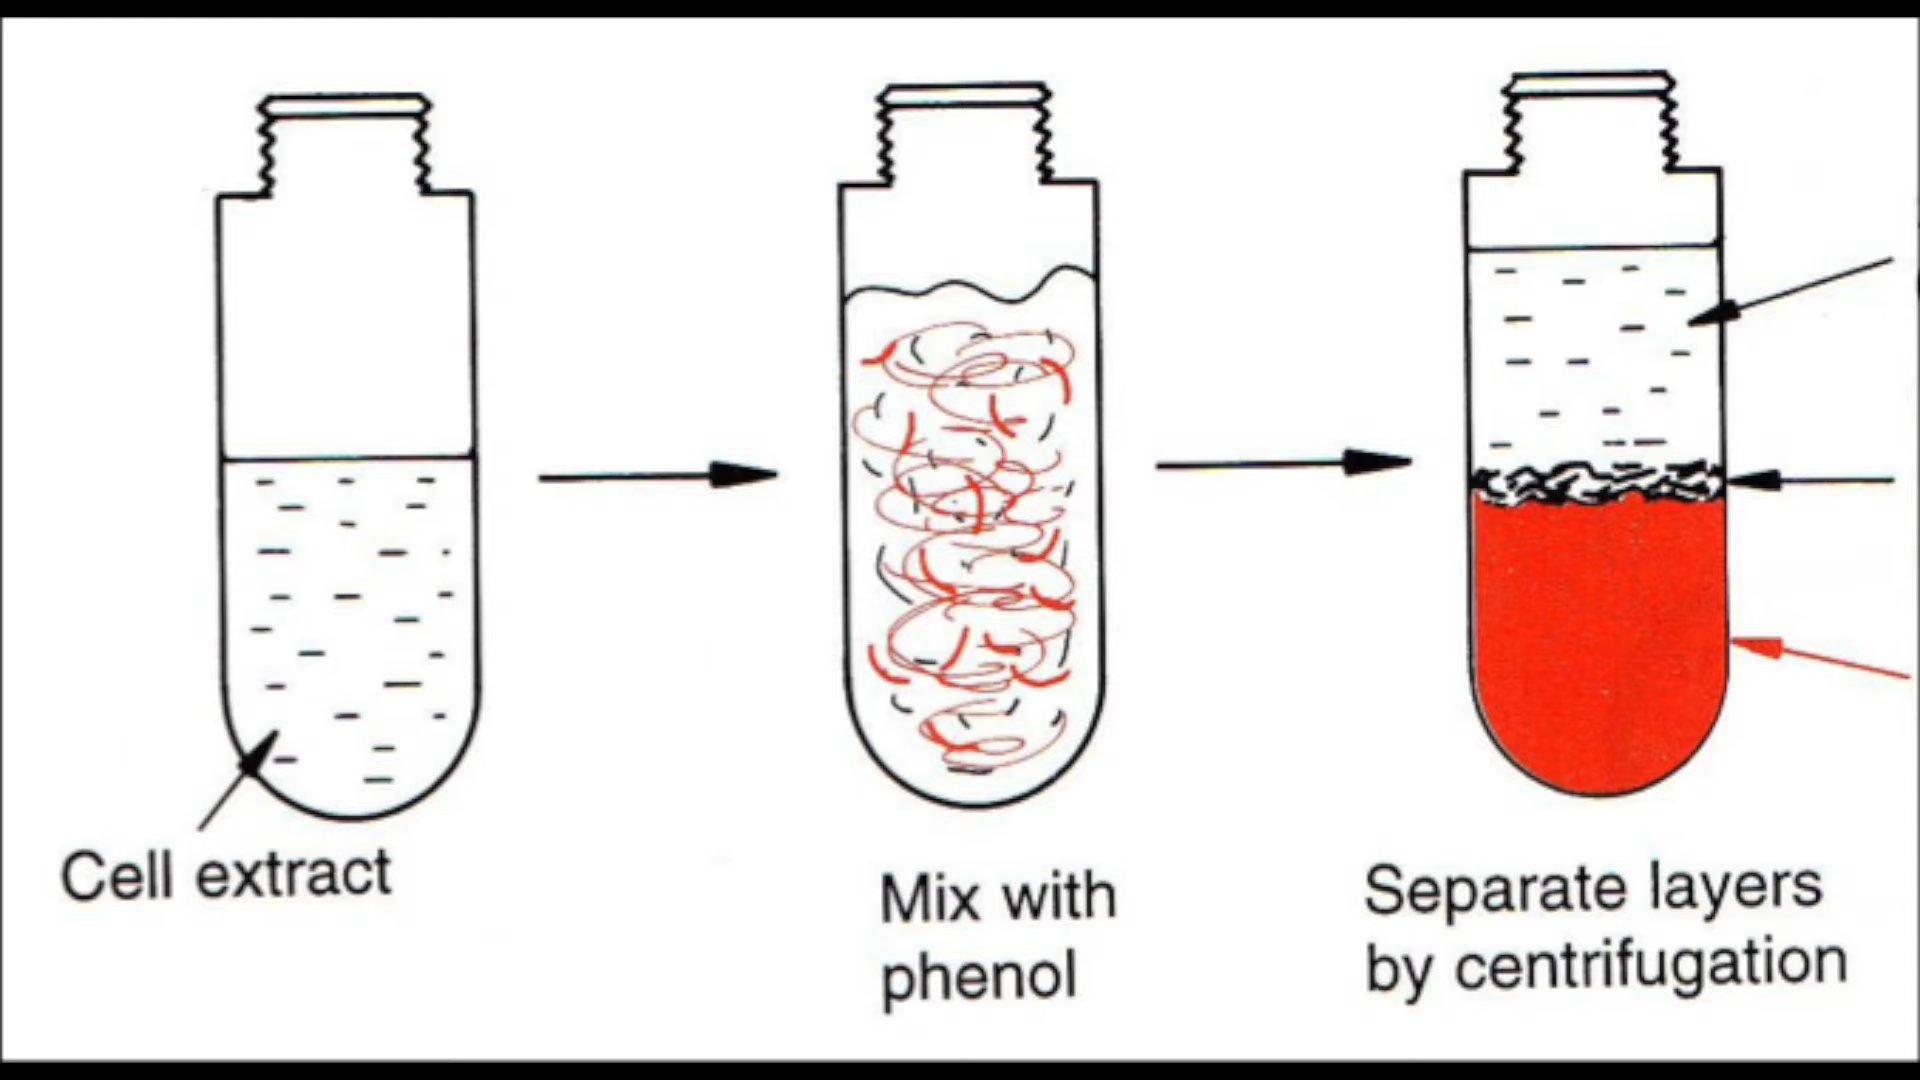 Cell extract
Mix with
phenol
Separate layers
by centrifugation